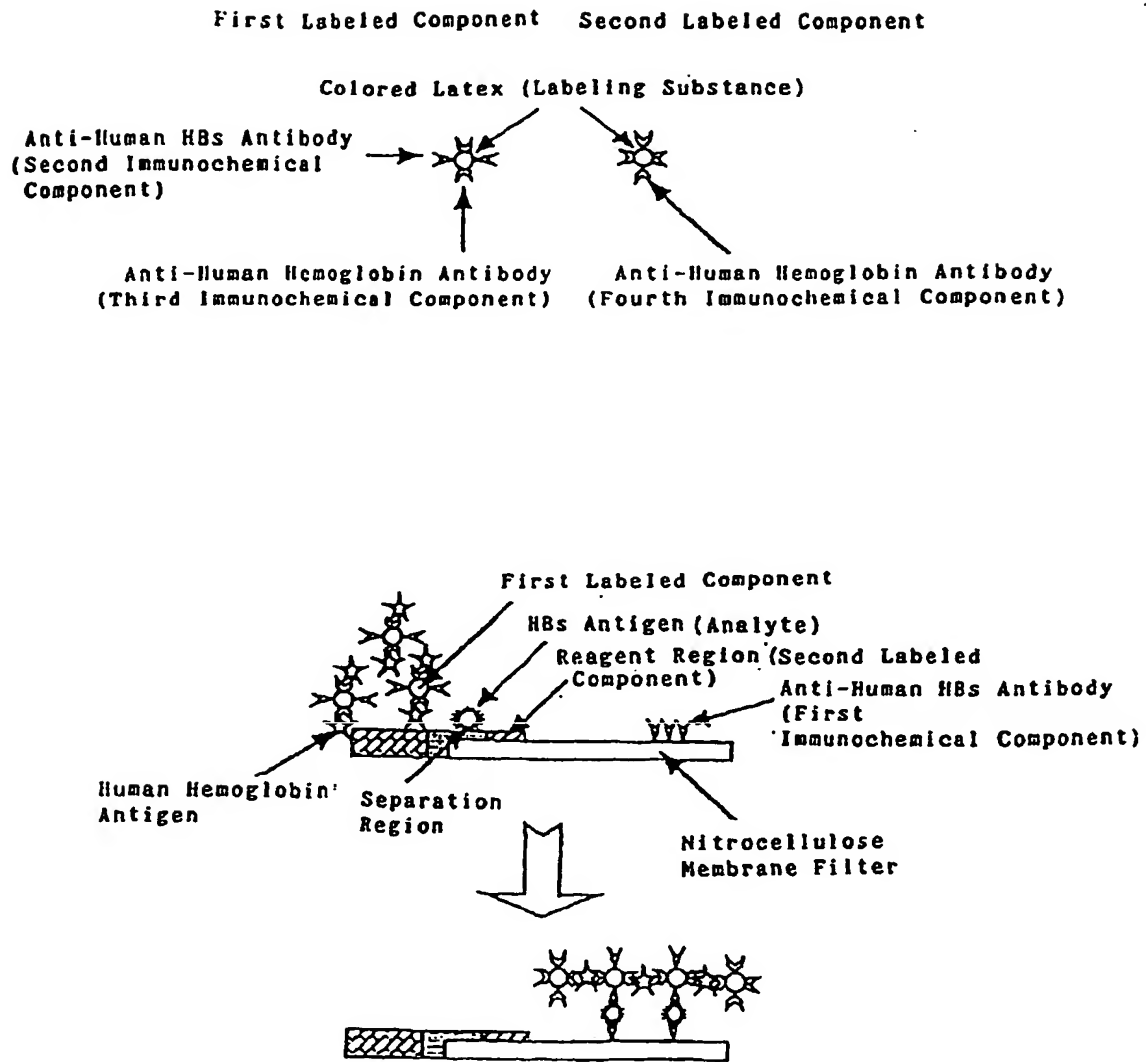 First Labeled Component Second Labeled Component
Colored Latex (Labeling Substance)
Anti-Human HBs Antibody
(Second Immunochemical
Component)
Anti-Human Hemoglobin Antibody
(Third Immunochemical Component)
Anti-Human Hemoglobin Antibody
(Fourth Immunochemical Component)
First Labeled Component
HBs Antigen (Analyte)
Reagent Region (Second Labeled
Component)
Anti-Human HBs Antibody
(First
Immunochemical Component)
Human Hemoglobin
Antigen
Separation
Region
Nitrocellulose
Membrane Filter